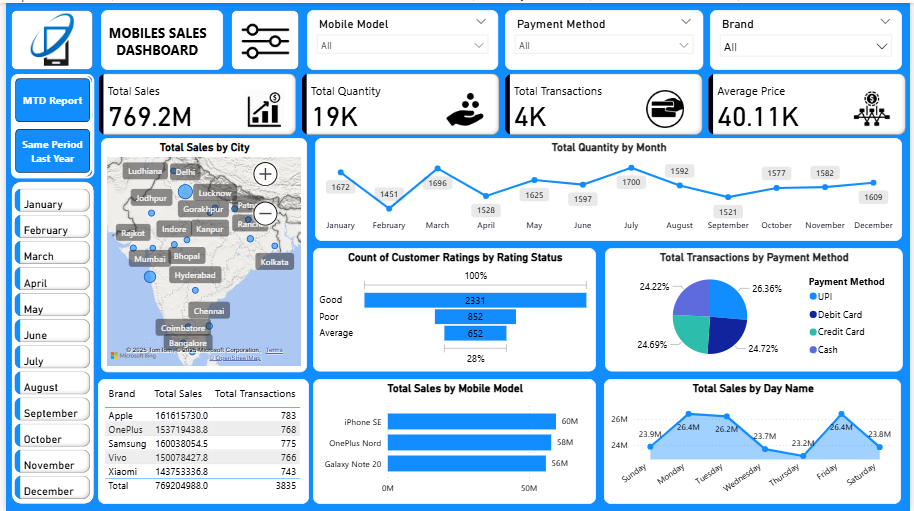 MOBILES SALES
DASHBOARD
Mobile Model
All
Payment Method
All
Brand
All
MTD Report
Same Period
Last Year
Total Sales
769.2M
Total Quantity
19K
Total Transactions
4K
Average Price
40.11K
January
February
March
April
May
June
July
August
September
October
November
December
Total Sales by City
Ludhiana
Delhi
Jodhpur
Lucknow
Gorakhpur
Patn
Rajkot
Indore
Kanpur
Ranc
Mumbai
Bhopal
Kolkata
Hyderabad
Chennai
Coimbatore
Bangalore
Microsoft Bing
© 2025 TomTom, © 2025 Microsoft Corporation, Terms
© OpenStreetMap
Total Quantity by Month
1672
1451
1696
1528
1625
1597
1700
1592
1521
1577
1582
1609
January February March April May June July August September October November December
Count of Customer Ratings by Rating Status
100%
Good 2331
Poor 852
Average 652
28%
Total Transactions by Payment Method
24.22%
26.36%
24.69%
24.72%
Payment Method
UPI
Debit Card
Credit Card
Cash
Brand Total Sales Total Transactions
Apple 161615730.0 783
OnePlus 153719438.8 768
Samsung 160038054.5 775
Vivo 150078427.8 766
Xiaomi 143753336.8 743
Total 769204988.0 3835
Total Sales by Mobile Model
iPhone SE 60M
OnePlus Nord 58M
Galaxy Note 20 56M
0M 50M
Total Sales by Day Name
26M
24M
23.9M
26.4M
26.2M
23.7M
23.2M
26.4M
23.8M
Sunday Monday Tuesday Wednesday Thursday Friday Saturday